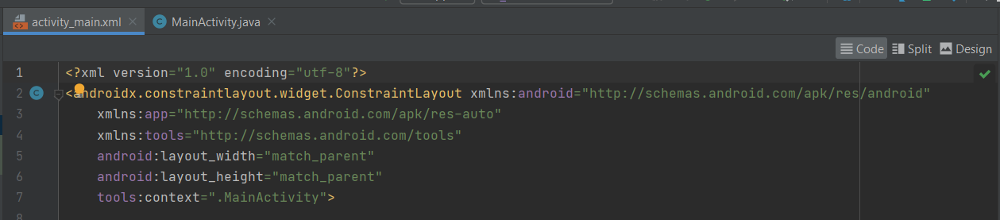 activity_main.xml MainActivity.java
Code Split Design
1 <?xml version="1.0" encoding="utf-8"?>
2 <androidx.constraintlayout.widget.ConstraintLayout xmlns:android="http://schemas.android.com/apk/res/android"
3 xmlns:app="http://schemas.android.com/apk/res-auto"
4 xmlns:tools="http://schemas.android.com/tools"
5 android:layout_width="match_parent"
6 android:layout_height="match_parent"
7 tools:context=".MainActivity">
8